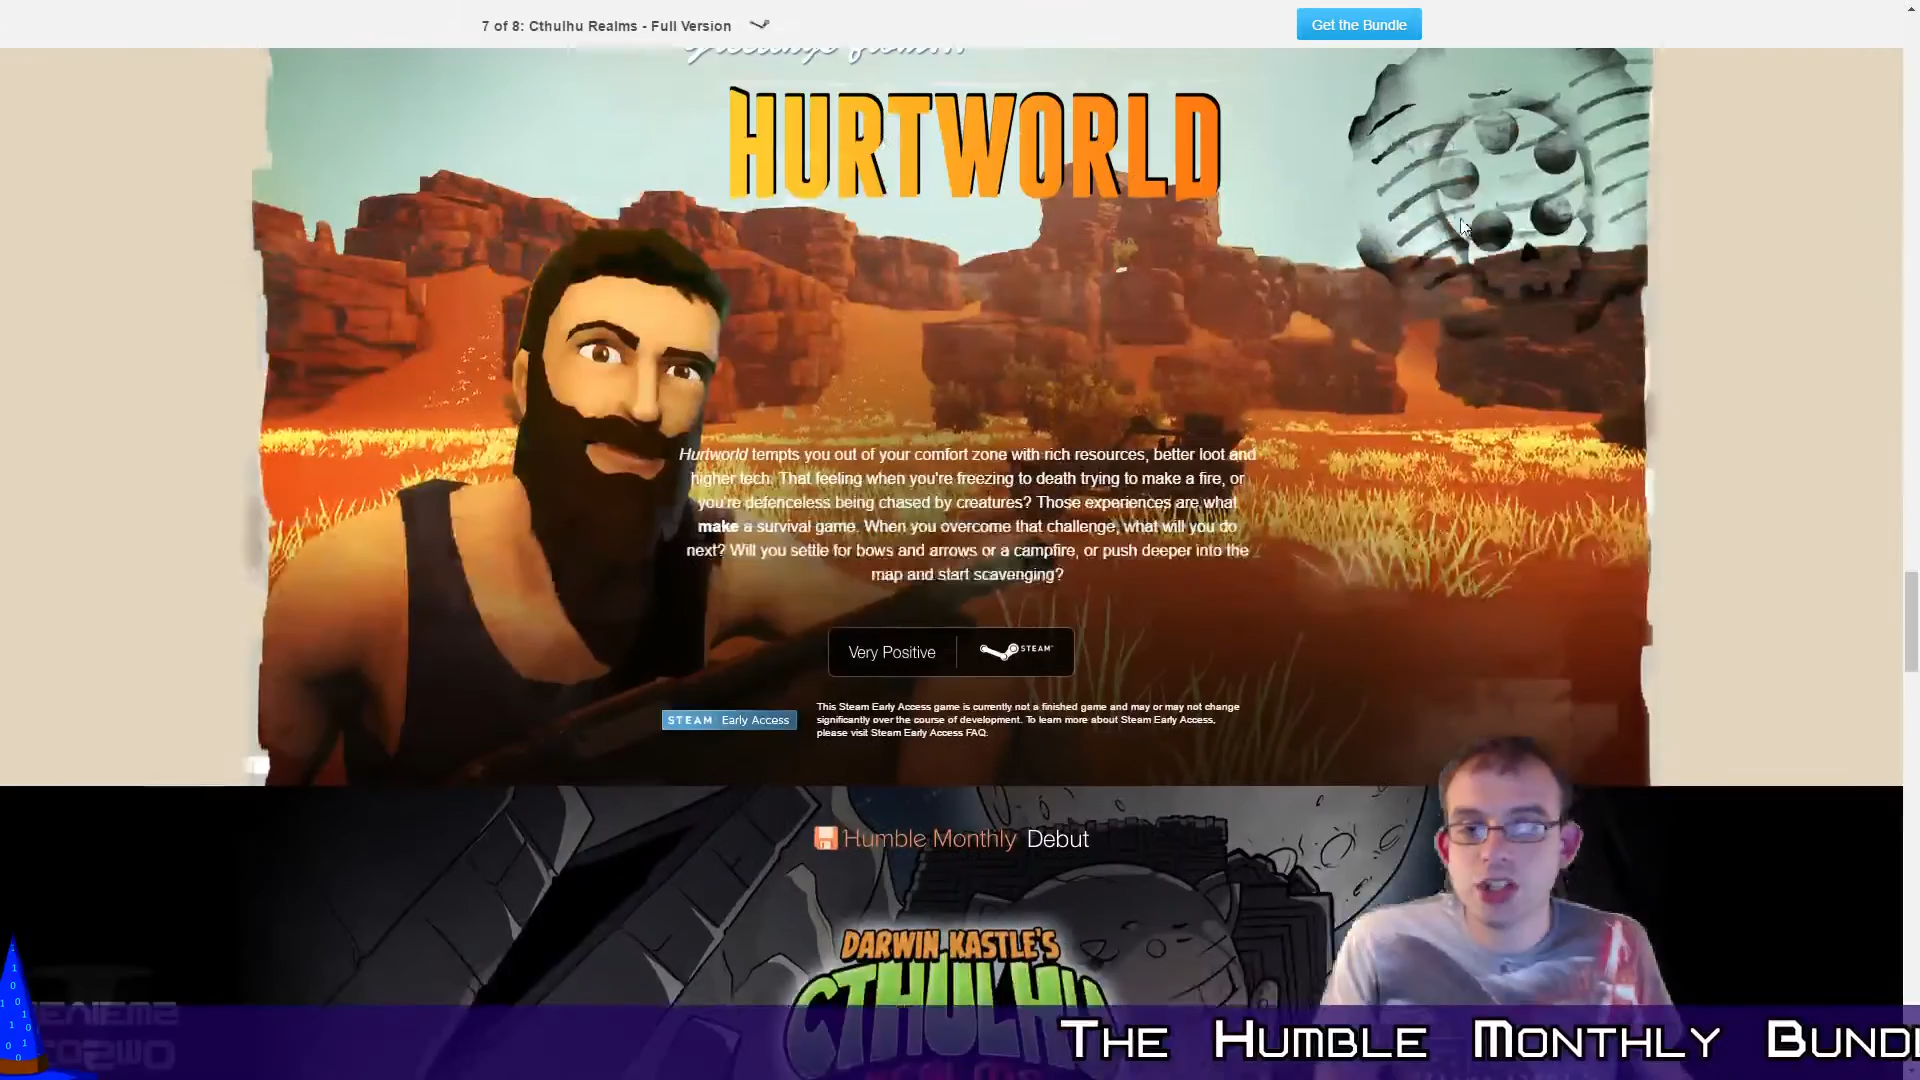 7 of 8: Cthulhu Realms - Full Version
Get the Bundle
HURTWORLD
Hurtworld tempts you out of your comfort zone with rich resources, better loot and
higher tech. That feeling when you're freezing to death trying to make a fire, or
you're defenceless being chased by creatures? Those experiences are what
make a survival game. When you overcome that challenge, what will you do
next? Will you settle for bows and arrows or a campfire, or push deeper into the
map and start scavenging?
Very Positive
STEAM
STEAM Early Access
This Steam Early Access game is currently not a finished game and may or may not change
significantly over the course of development. To learn more about Steam Early Access,
please visit Steam Early Access FAQ.
Humble Monthly Debut
DARWIN KASTLE'S
CTHULHU
THE HUMBLE MONTHLY BUND